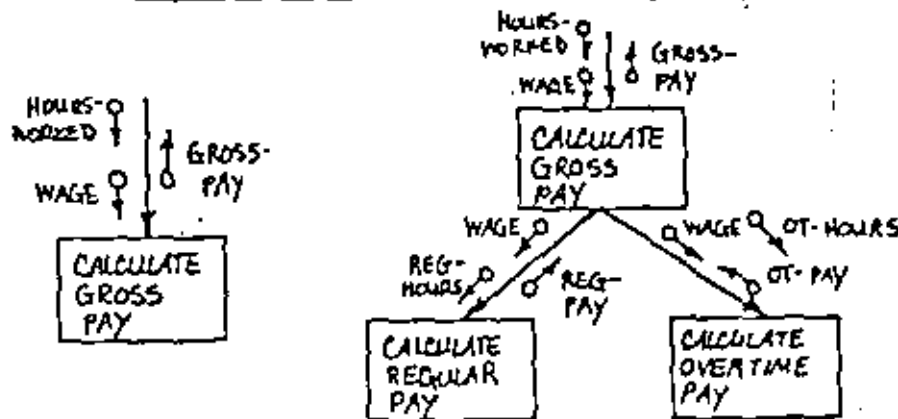 HOURS-
WORKED
WAGE
GROSS-
PAY
CALCULATE
GROSS
PAY
HOURS-
WORKED
WAGE
GROSS-
PAY
CALCULATE
GROSS
PAY
WAGE
REG-
HOURS
REG-
PAY
WAGE
OT-HOURS
OT-PAY
CALCULATE
REGULAR
PAY
CALCULATE
OVERTIME
PAY